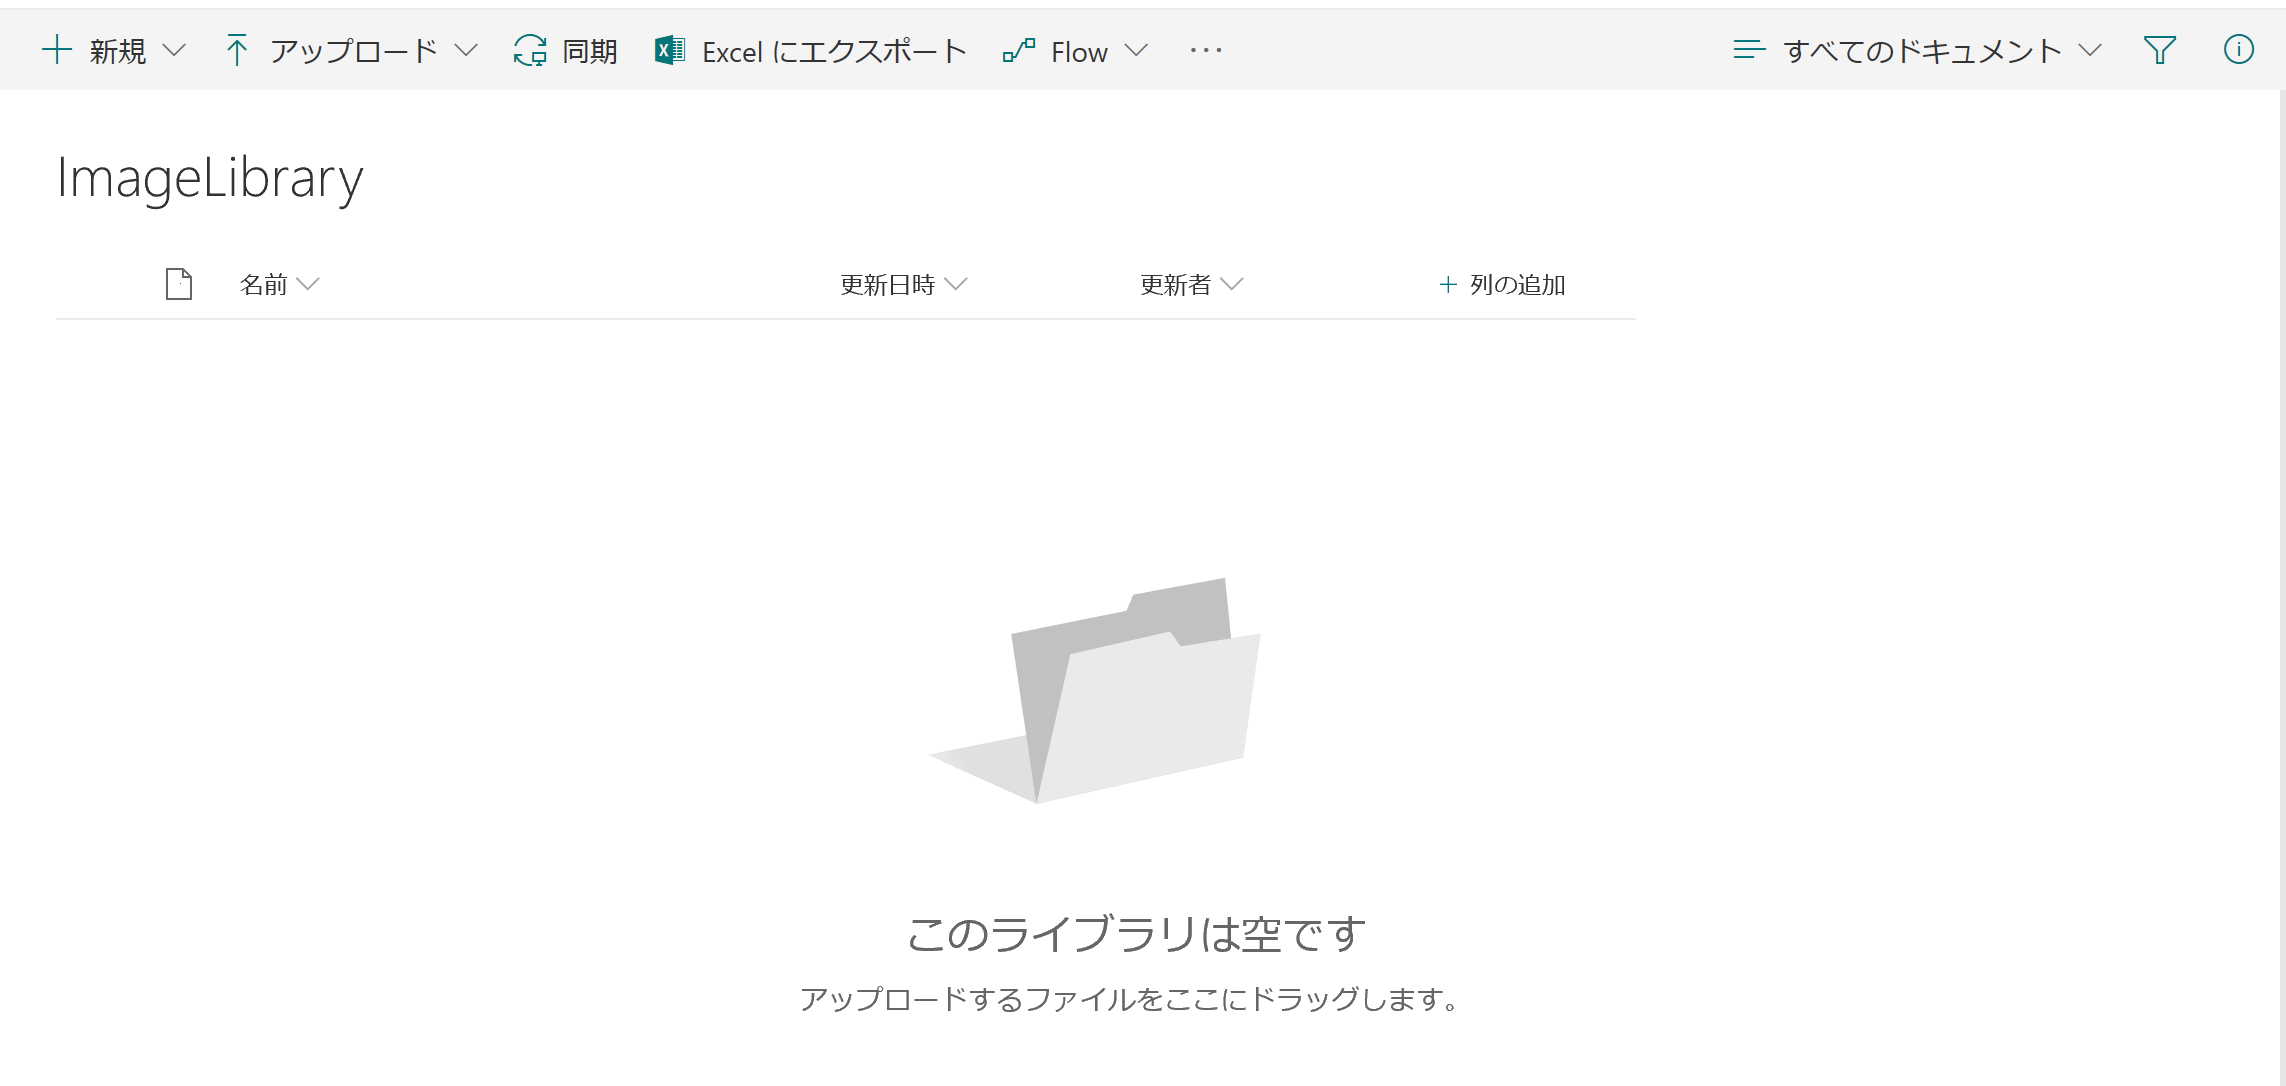 新規 アップロード 同期 Excel にエクスポート Flow ··· すべてのドキュメント
ImageLibrary
名前 更新日時 更新者 + 列の追加
このライブラリは空です
アップロードするファイルをここにドラッグします。